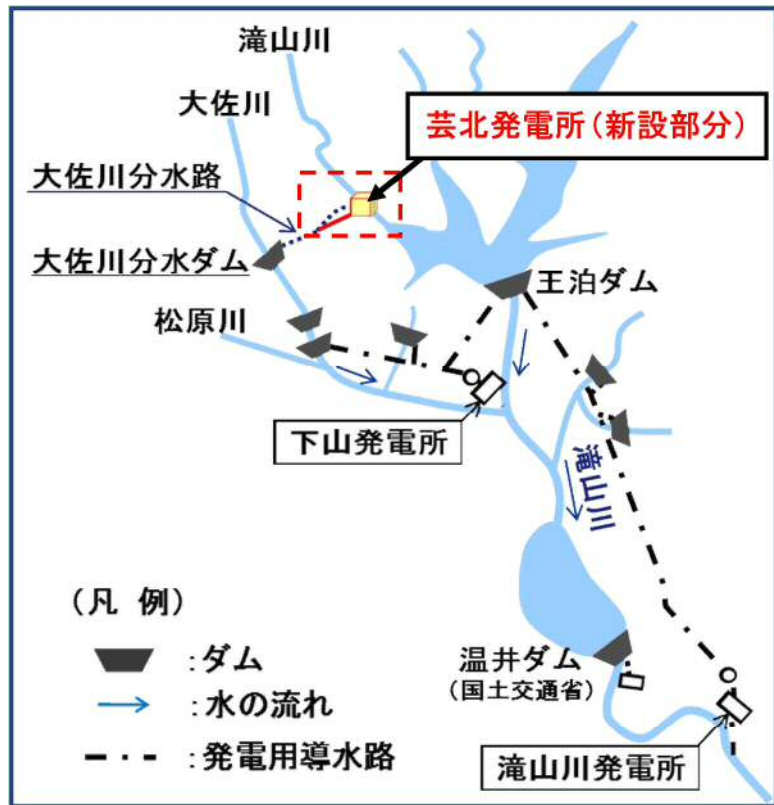 滝山川
大佐川
芸北発電所（新設部分）
大佐川分水路
大佐川分水ダム
王泊ダム
松原川
下山発電所
滝山川
（凡 例）
：ダム
：水の流れ
：発電用導水路
温井ダム
（国土交通省）
滝山川発電所